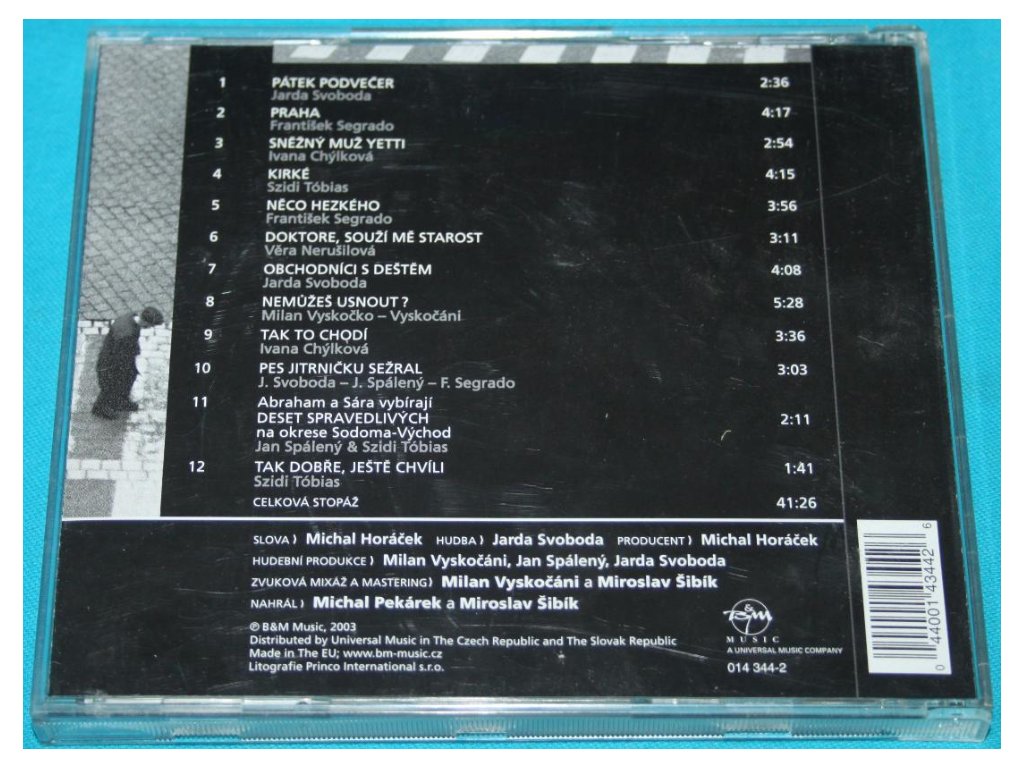 1 PÁTEK PODVEČER 2:36
Jarda Svoboda
2 PRAHA 4:17
František Segrado
3 SNĚŽNÝ MUŽ YETTI 2:54
Ivana Chýlková
4 KIRKÉ 4:15
Szidi Tóbias
5 NĚCO HEZKÉHO 3:56
František Segrado
6 DOKTORE, SOUŽÍ MĚ STAROST 3:11
Věra Nerušilová
7 OBCHODNÍCI S DEŠTĚM 4:08
Jarda Svoboda
8 NEMŮŽEŠ USNOUT ? 5:28
Milan Vyskočko – Vyskočáni
9 TAK TO CHODÍ 3:36
Ivana Chýlková
10 PES JITRNIČKU SEŽRAL 3:03
J. Svoboda – J. Spálený – F. Segrado
11 Abraham a Sára vybírají
DESET SPRAVEDLIVÝCH 2:11
na okrese Sodoma-Východ
Jan Spálený & Szidi Tóbias
12 TAK DOBŘE, JEŠTĚ CHVÍLI 1:41
Szidi Tóbias
CELKOVÁ STOPÁŽ 41:26
SLOVA) Michal Horáček HUDBA) Jarda Svoboda PRODUCENT) Michal Horáček
HUDEBNÍ PRODUKCE) Milan Vyskočáni, Jan Spálený, Jarda Svoboda
ZVUKOVÁ MIXÁŽ A MASTERING) Milan Vyskočáni a Miroslav Šibík
NAHRÁL) Michal Pekárek a Miroslav Šibík
℗ B&M Music, 2003
Distributed by Universal Music in The Czech Republic and The Slovak Republic
Made in The EU; www.bm-music.cz
Litografie Princo International s.r.o.
B&M
MUSIC
A UNIVERSAL MUSIC COMPANY
014 344-2
0 44001 43442 6